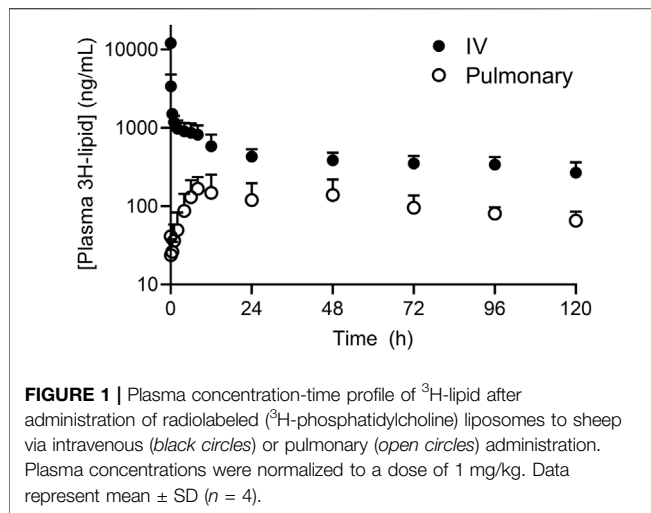 10000
1000
100
10
[Plasma 3H-lipid] (ng/mL)
IV
Pulmonary
0 24 48 72 96 120
Time (h)
FIGURE 1 | Plasma concentration-time profile of ³H-lipid after
administration of radiolabeled (³H-phosphatidylcholine) liposomes to sheep
via intravenous (black circles) or pulmonary (open circles) administration.
Plasma concentrations were normalized to a dose of 1 mg/kg. Data
represent mean ± SD (n = 4).